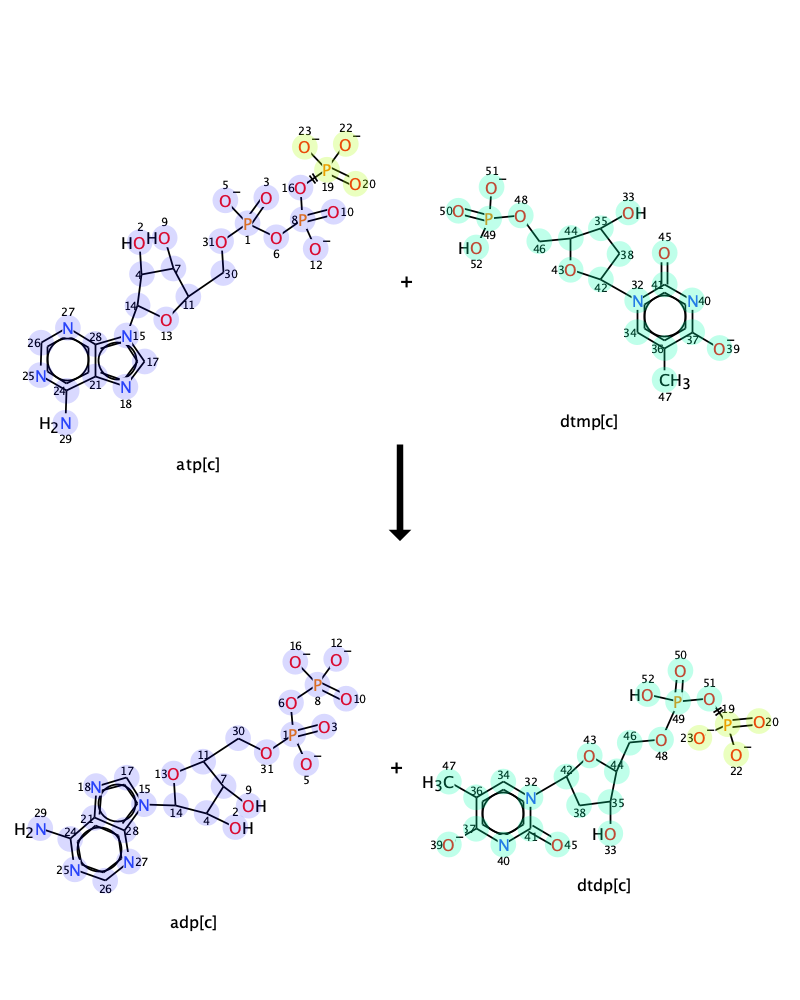 23 − 22 −
O O
5 − 3 P O 20
O O 16 O 19
P 8 P O 10
31 O 1 O 6 O −
2 9 30 12
HO HO
4 7
14 11
O 13
27 N 28 N 15
26 17
25 N 21 N
24 18
H2N
29
atp[c]
+
51
O −
50 O P O 48
49
HO
52
46 44 35 33
OH
43 O 38
42
45
O
32 N 41 N 40
34 37 O − 39
36
CH3
47
dtmp[c]
16 − 12 −
O O
6 P O 10
O 8
1 P O 3
30 O O −
31 5
13 O 11 7
17 9 OH
18 N 15 N 14 4 2 OH
29 21 28
H2N 24 N 27
25 N
26
adp[c]
+
50
O
52 HO P O 51
49 19 O 20
23 O − P
46 O 48 O −
22
43 O 44
47
H3C 34 32 42
36 N 38 35
37 41 HO
39 O − N O 45 33
40
dtdp[c]